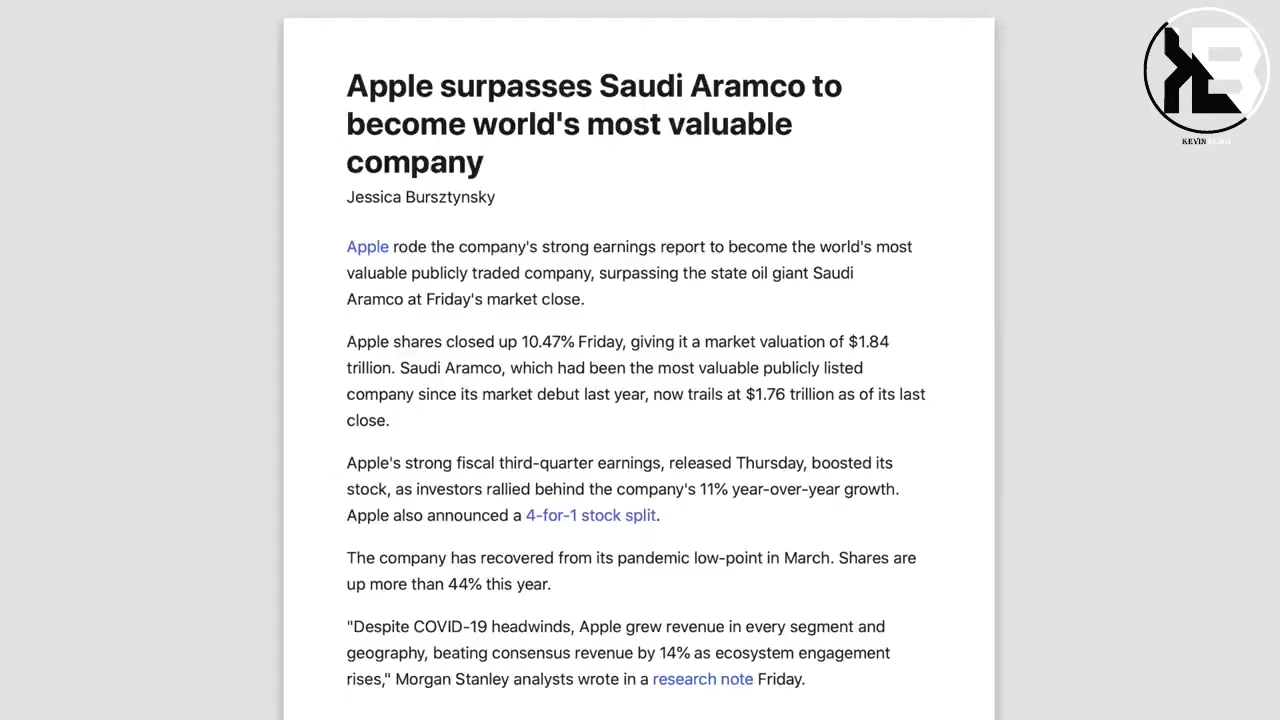 Apple surpasses Saudi Aramco to
become world's most valuable
company
Jessica Bursztynsky
Apple rode the company's strong earnings report to become the world's most
valuable publicly traded company, surpassing the state oil giant Saudi
Aramco at Friday's market close.
Apple shares closed up 10.47% Friday, giving it a market valuation of $1.84
trillion. Saudi Aramco, which had been the most valuable publicly listed
company since its market debut last year, now trails at $1.76 trillion as of its last
close.
Apple's strong fiscal third-quarter earnings, released Thursday, boosted its
stock, as investors rallied behind the company's 11% year-over-year growth.
Apple also announced a 4-for-1 stock split.
The company has recovered from its pandemic low-point in March. Shares are
up more than 44% this year.
"Despite COVID-19 headwinds, Apple grew revenue in every segment and
geography, beating consensus revenue by 14% as ecosystem engagement
rises," Morgan Stanley analysts wrote in a research note Friday.
KEVIN